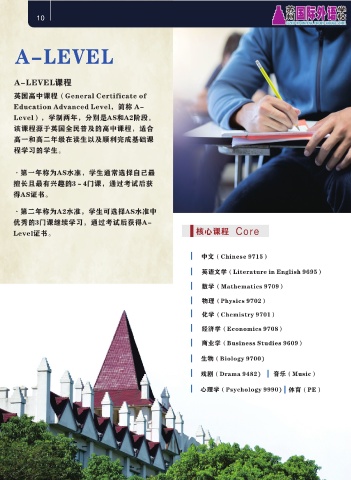 10
苏州国际外语学校
A-LEVEL
A-LEVEL课程
英国高中课程（General Certificate of
Education Advanced Level，简称 A-
Level），学制两年，分别是AS和A2阶段。
该课程源于英国全民普及的高中课程，适合
高一和高二年级在读生以及顺利完成基础课
程学习的学生。
·第一年称为AS水准，学生通常选择自己最
擅长且最有兴趣的3-4门课，通过考试后获
得AS证书。
·第二年称为A2水准，学生可选择AS水准中
优秀的3门课继续学习，通过考试后获得A-
Level证书。
核心课程 Core
中文（Chinese 9715）
英语文学（Literature in English 9695）
数学（Mathematics 9709）
物理（Physics 9702）
化学（Chemistry 9701）
经济学（Economics 9708）
商业学（Business Studies 9609）
生物（Biology 9700）
戏剧（Drama 9482） 音乐（Music）
心理学（Psychology 9990） 体育（PE）